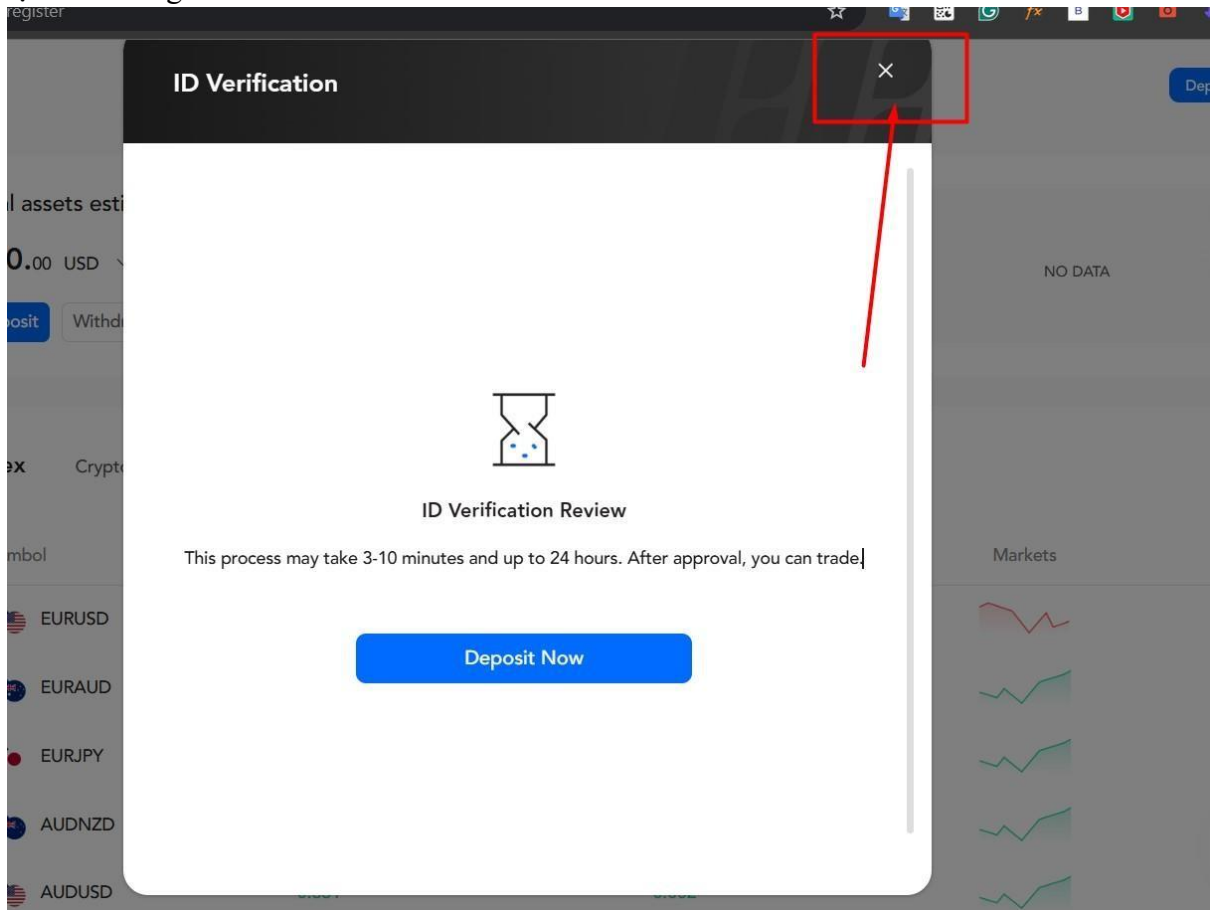 register
ID Verification
Dep
l assets esti
0.00 USD
NO DATA
posit
Withd
ex
Crypto
ID Verification Review
This process may take 3-10 minutes and up to 24 hours. After approval, you can trade.
mbol
Markets
EURUSD
Deposit Now
EURAUD
EURJPY
AUDNZD
AUDUSD